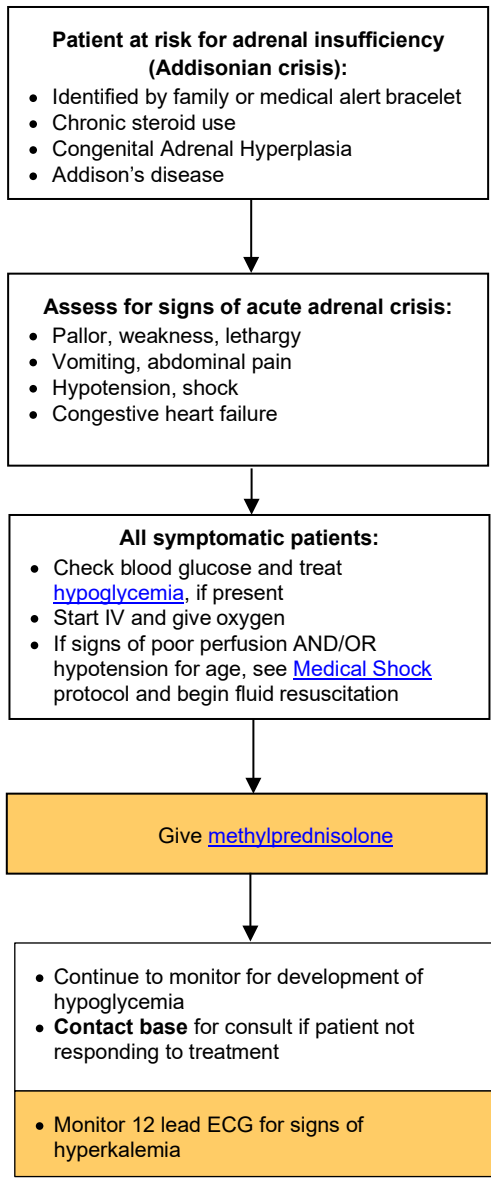 Patient at risk for adrenal insufficiency
(Addisonian crisis):
• Identified by family or medical alert bracelet
• Chronic steroid use
• Congenital Adrenal Hyperplasia
• Addison's disease
Assess for signs of acute adrenal crisis:
• Pallor, weakness, lethargy
• Vomiting, abdominal pain
• Hypotension, shock
• Congestive heart failure
All symptomatic patients:
• Check blood glucose and treat
hypoglycemia, if present
• Start IV and give oxygen
• If signs of poor perfusion AND/OR
hypotension for age, see Medical Shock
protocol and begin fluid resuscitation
Give methylprednisolone
• Continue to monitor for development of
hypoglycemia
• Contact base for consult if patient not
responding to treatment
• Monitor 12 lead ECG for signs of
hyperkalemia